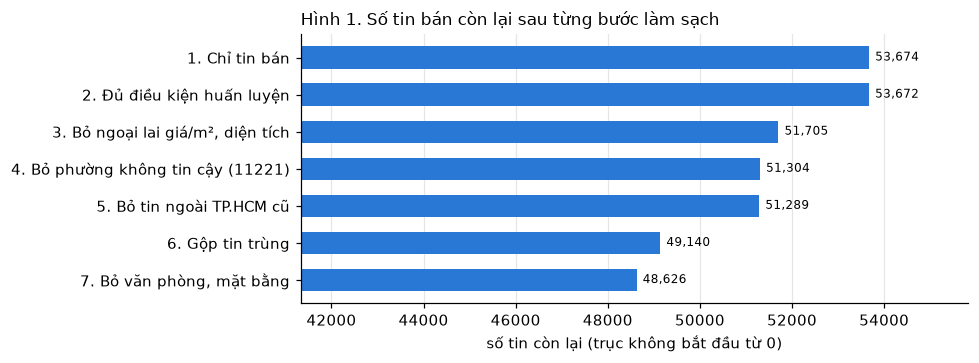 Hình 1. Số tin bán còn lại sau từng bước làm sạch
1. Chỉ tin bán 53,674
2. Đủ điều kiện huấn luyện 53,672
3. Bỏ ngoại lai giá/m², diện tích 51,705
4. Bỏ phường không tin cậy (11221) 51,304
5. Bỏ tin ngoài TP.HCM cũ 51,289
6. Gộp tin trùng 49,140
7. Bỏ văn phòng, mặt bằng 48,626
42000 44000 46000 48000 50000 52000 54000
số tin còn lại (trục không bắt đầu từ 0)